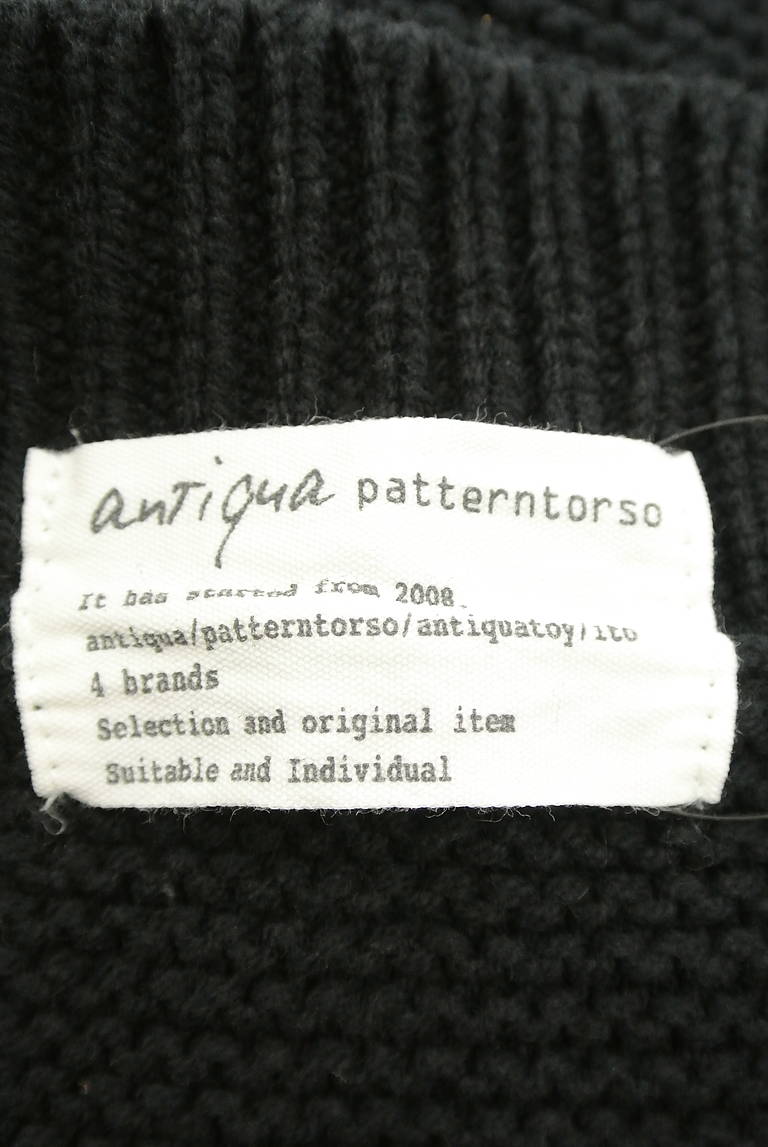 antiqua patterntorso
It has started from 2008.
antiqua/patterntorso/antiquatoy/ito
4 brands
Selection and original item
Suitable and Individual